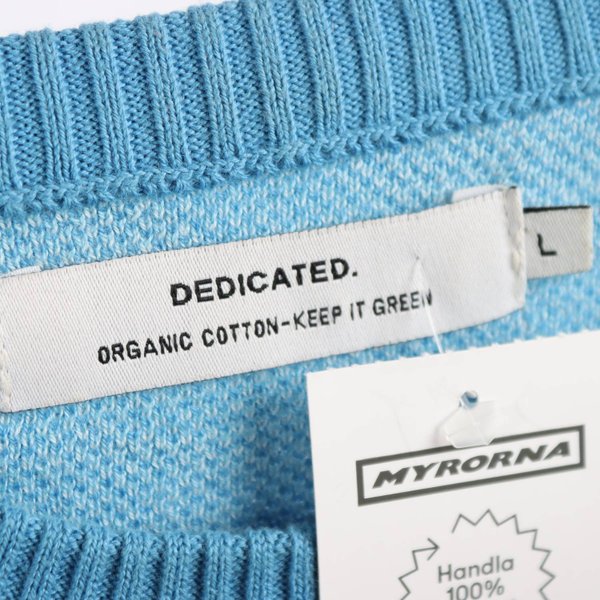 DEDICATED.
ORGANIC COTTON-KEEP IT GREEN
L
MYRORNA
Handla
100%